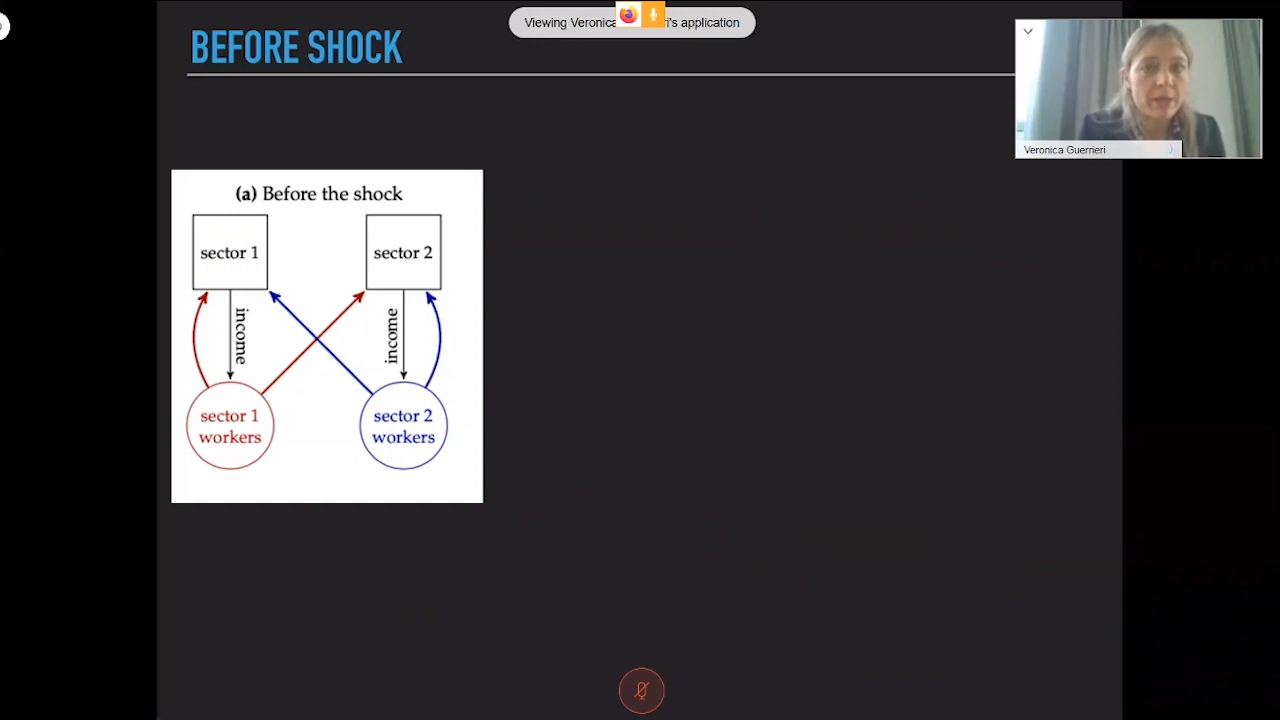 Viewing Veronica ri's application
BEFORE SHOCK
Veronica Guerrieri
(a) Before the shock
sector 1
sector 2
income
income
sector 1
workers
sector 2
workers